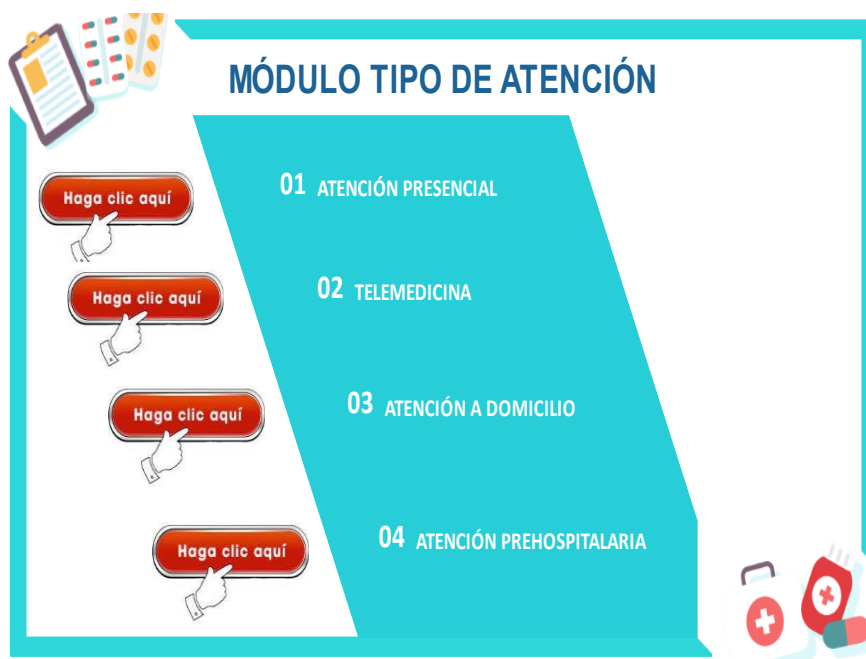 MÓDULO TIPO DE ATENCIÓN
Haga clic aquí
01 ATENCIÓN PRESENCIAL
Haga clic aquí
02 TELEMEDICINA
Haga clic aquí
03 ATENCIÓN A DOMICILIO
Haga clic aquí
04 ATENCIÓN PREHOSPITALARIA